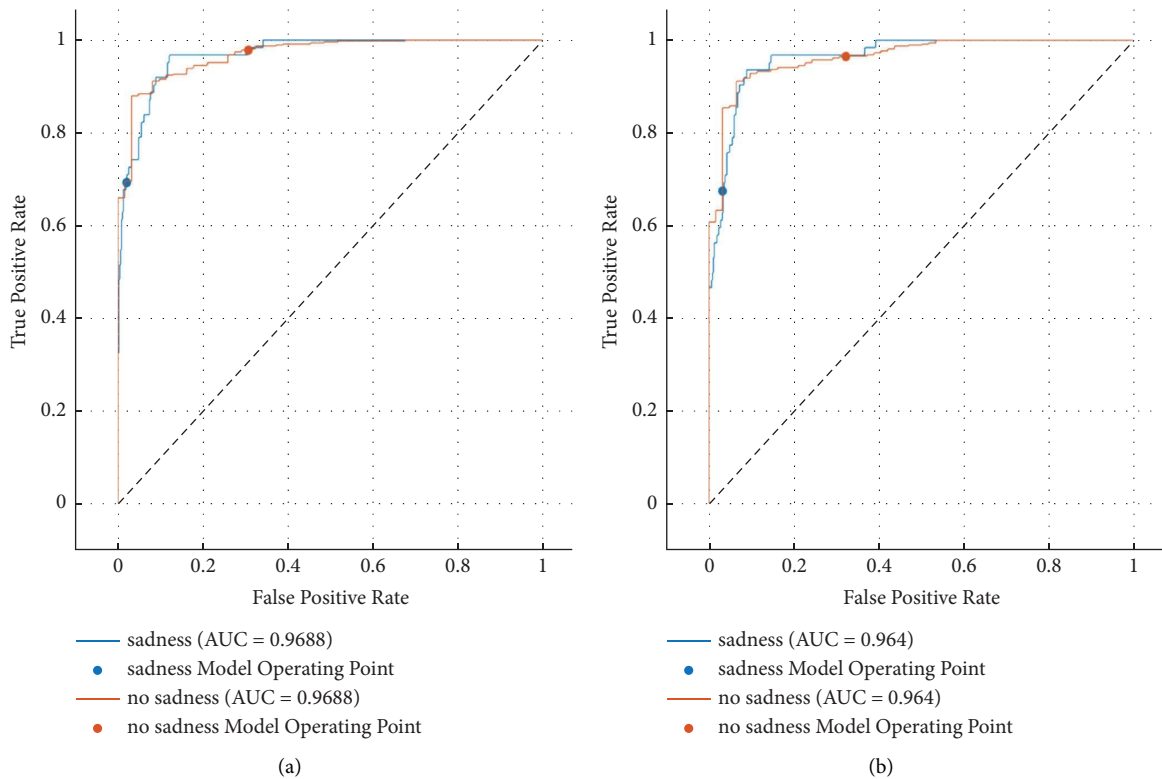 1
0.8
0.6
0.4
0.2
0
True Positive Rate
0 0.2 0.4 0.6 0.8 1
False Positive Rate
sadness (AUC = 0.9688)
sadness Model Operating Point
no sadness (AUC = 0.9688)
no sadness Model Operating Point
(a)
1
0.8
0.6
0.4
0.2
0
True Positive Rate
0 0.2 0.4 0.6 0.8 1
False Positive Rate
sadness (AUC = 0.964)
sadness Model Operating Point
no sadness (AUC = 0.964)
no sadness Model Operating Point
(b)